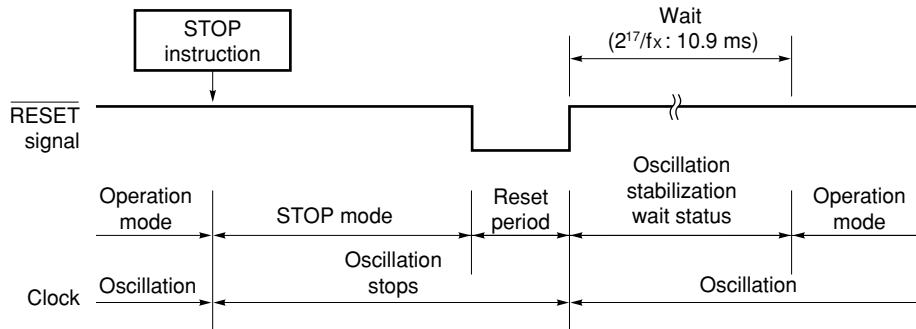 STOP
instruction
Wait
(2¹⁷/fx : 10.9 ms)
RESET
signal
Operation
mode
STOP mode
Reset
period
Oscillation
stabilization
wait status
Operation
mode
Clock
Oscillation
Oscillation
stops
Oscillation